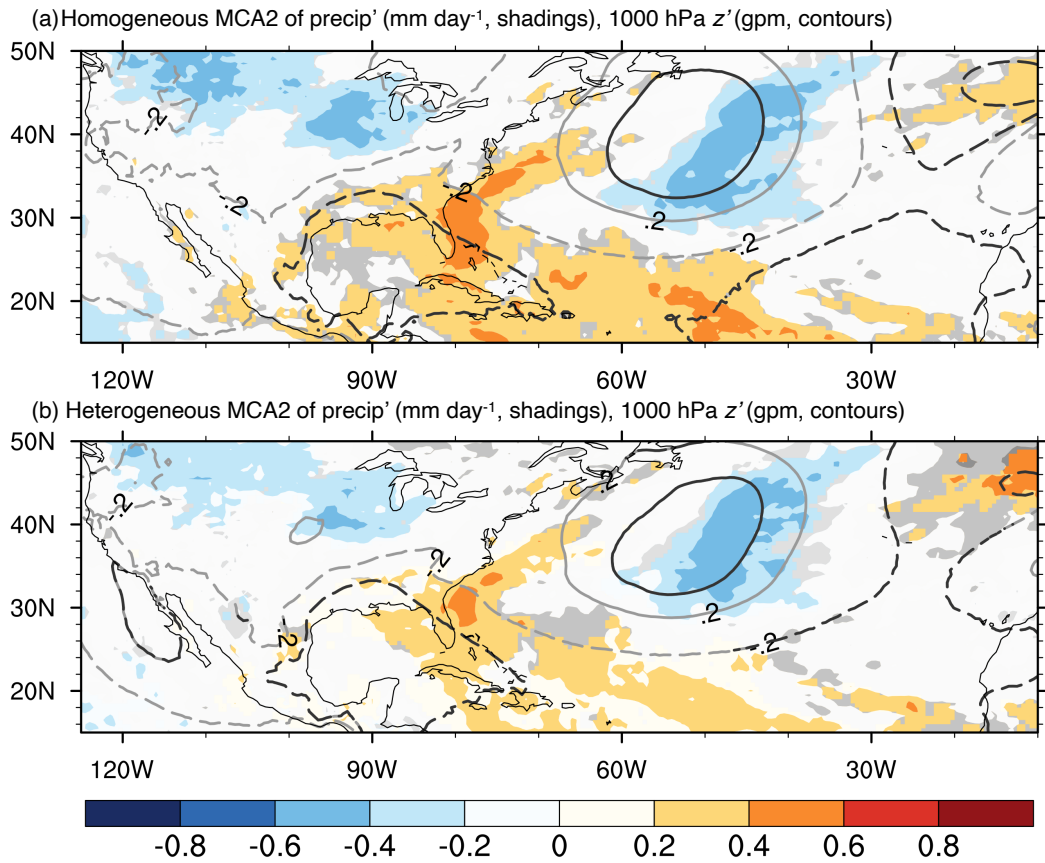 (a) Homogeneous MCA2 of precip' (mm day-1, shadings), 1000 hPa z' (gpm, contours)
50N
40N
30N
20N
-.2
-.2
-.2
.2
-.2
120W 90W 60W 30W
(b) Heterogeneous MCA2 of precip' (mm day-1, shadings), 1000 hPa z' (gpm, contours)
50N
40N
30N
20N
-.2
.2
-.2
-.2
.2
-.2
120W 90W 60W 30W
-0.8 -0.6 -0.4 -0.2 0 0.2 0.4 0.6 0.8